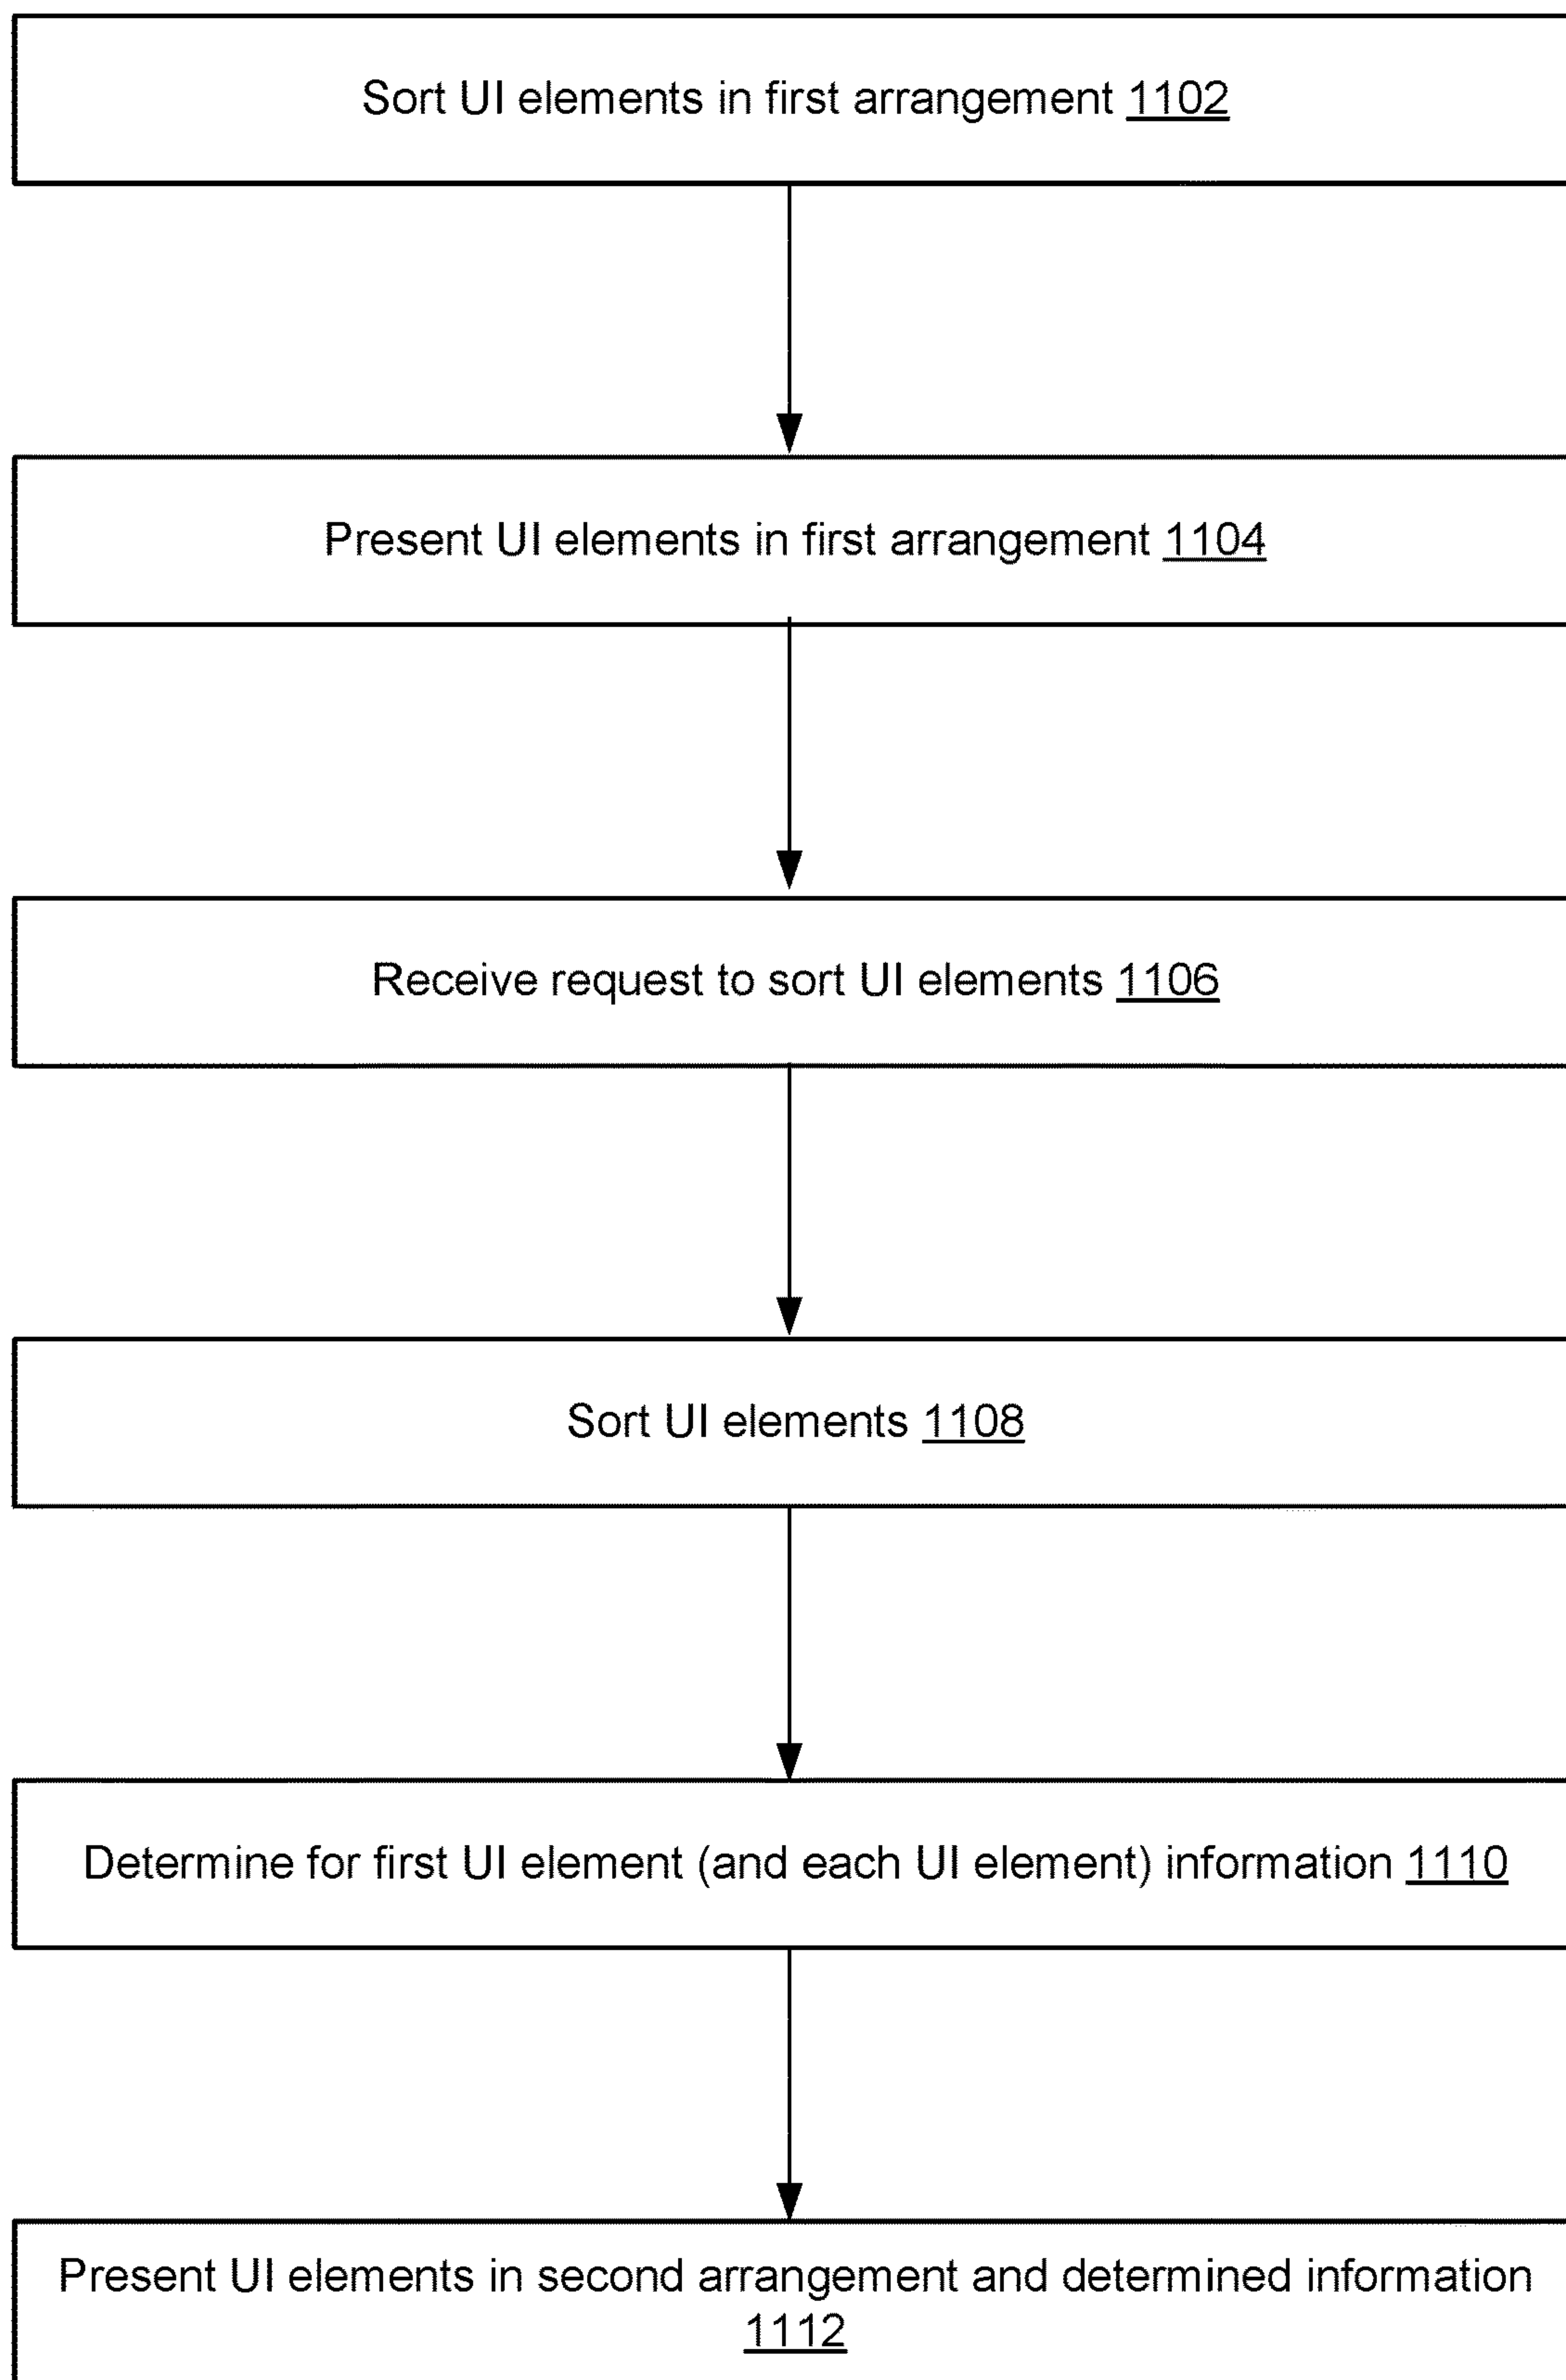 Sort UI elements in first arrangement 1102
Present UI elements in first arrangement 1104
Receive request to sort UI elements 1106
Sort UI elements 1108
Determine for first UI element (and each UI element) information 1110
Present UI elements in second arrangement and determined information
1112